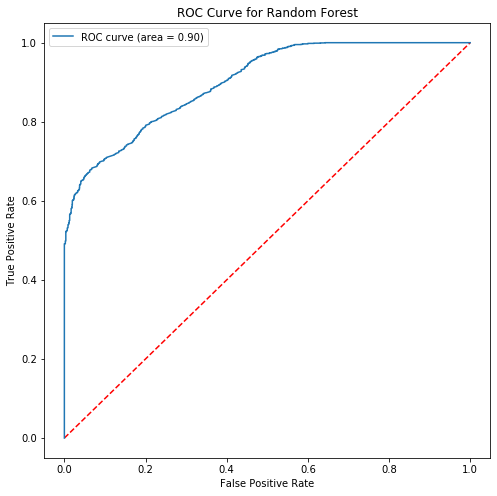 ROC Curve for Random Forest
ROC curve (area = 0.90)
True Positive Rate
1.0
0.8
0.6
0.4
0.2
0.0
0.0 0.2 0.4 0.6 0.8 1.0
False Positive Rate